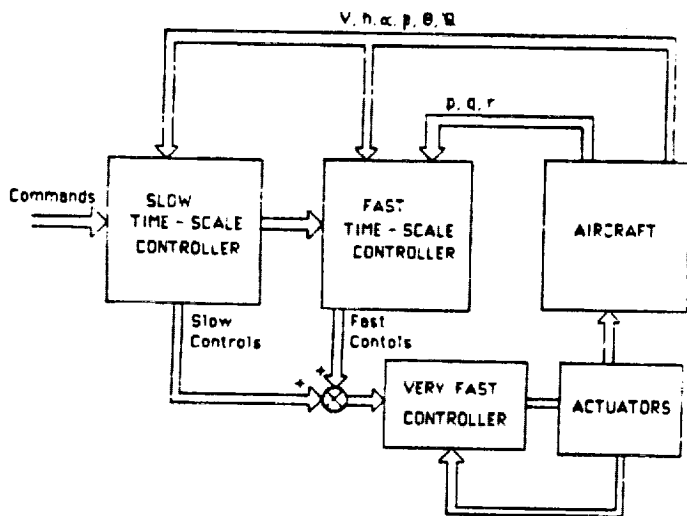 V, h, α, β, θ, Φ
p, q, r
Commands
SLOW
TIME - SCALE
CONTROLLER
FAST
TIME - SCALE
CONTROLLER
AIRCRAFT
Slow
Controls
Fast
Contols
+
+
VERY FAST
CONTROLLER
ACTUATORS